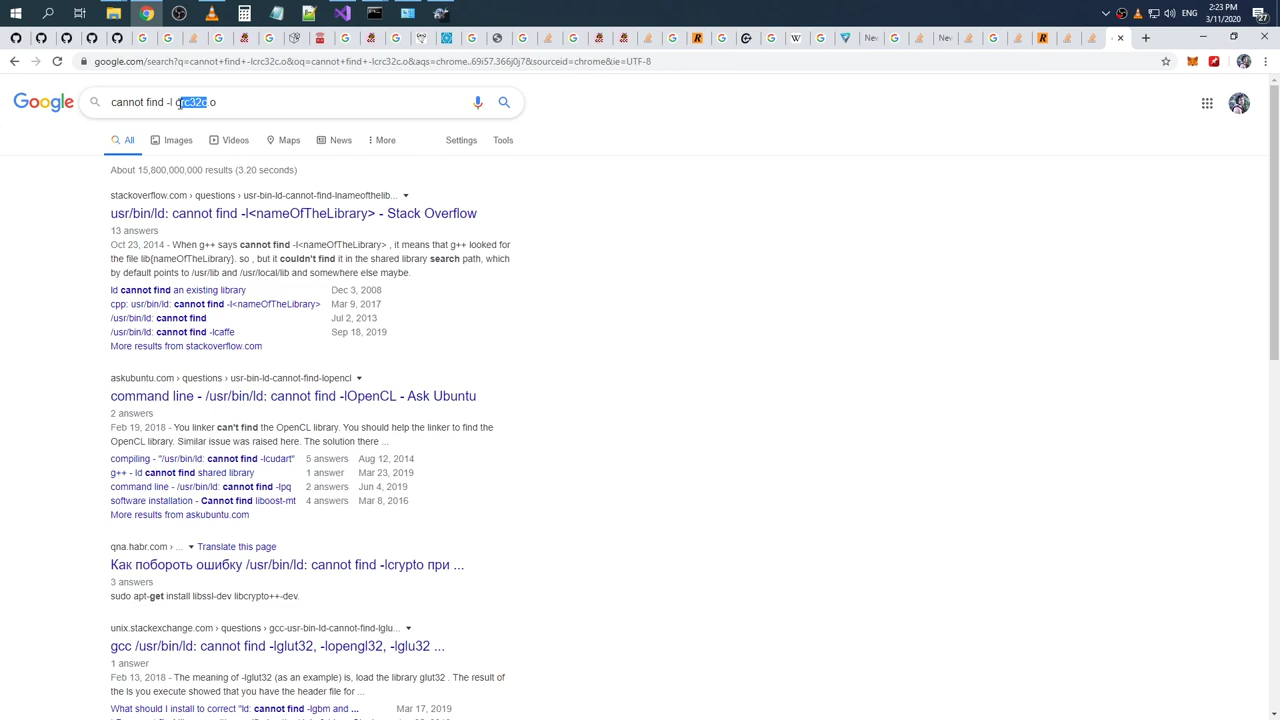 2:23 PM
ENG
3/11/2020
27
New
New
google.com/search?q=cannot+find+-lcrc32c.o&oq=cannot+find+-lcrc32c.o&aqs=chrome..69i57.366j0j7&sourceid=chrome&ie=UTF-8
Google
cannot find -l crc32c.o
All
Images
Videos
Maps
News
More
Settings
Tools
About 15,800,000,000 results (3.20 seconds)
stackoverflow.com › questions › usr-bin-ld-cannot-find-lnameofthelib...
usr/bin/ld: cannot find -l<nameOfTheLibrary> - Stack Overflow
13 answers
Oct 23, 2014 - When g++ says cannot find -l<nameOfTheLibrary> , it means that g++ looked for
the file lib{nameOfTheLibrary}. so , but it couldn't find it in the shared library search path, which
by default points to /usr/lib and /usr/local/lib and somewhere else maybe.
ld cannot find an existing library Dec 3, 2008
cpp: usr/bin/ld: cannot find -l<nameOfTheLibrary> Mar 9, 2017
/usr/bin/ld: cannot find Jul 2, 2013
/usr/bin/ld: cannot find -lcaffe Sep 18, 2019
More results from stackoverflow.com
askubuntu.com › questions › usr-bin-ld-cannot-find-lopencl
command line - /usr/bin/ld: cannot find -lOpenCL - Ask Ubuntu
2 answers
Feb 19, 2018 - You linker can't find the OpenCL library. You should help the linker to find the
OpenCL library. Similar issue was raised here. The solution there ...
compiling - "/usr/bin/ld: cannot find -lcudart" 5 answers Aug 12, 2014
g++ - ld cannot find shared library 1 answer Mar 23, 2019
command line - /usr/bin/ld: cannot find -lpq 2 answers Jun 4, 2019
software installation - Cannot find liboost-mt 4 answers Mar 8, 2016
More results from askubuntu.com
qna.habr.com › ... Translate this page
Как побороть ошибку /usr/bin/ld: cannot find -lcrypto при ...
3 answers
sudo apt-get install libssl-dev libcrypto++-dev.
unix.stackexchange.com › questions › gcc-usr-bin-ld-cannot-find-lglu...
gcc /usr/bin/ld: cannot find -lglut32, -lopengl32, -lglu32 ...
1 answer
Feb 13, 2018 - The meaning of -lglut32 (as an example) is, load the library glut32 . The result of
the ls you execute showed that you have the header file for ...
What should I install to correct "ld: cannot find -lgbm and ... Mar 17, 2019